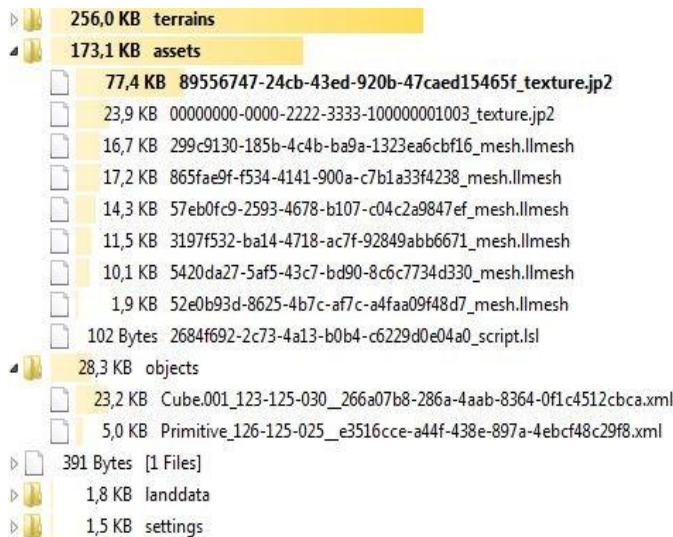 256,0 KB terrains
173,1 KB assets
77,4 KB 89556747-24cb-43ed-920b-47caed15465f_texture.jp2
23,9 KB 00000000-0000-2222-3333-100000001003_texture.jp2
16,7 KB 299c9130-185b-4c4b-ba9a-1323ea6cbf16_mesh.llmesh
17,2 KB 865fae9f-f534-4141-900a-c7b1a33f4238_mesh.llmesh
14,3 KB 57eb0fc9-2593-4678-b107-c04c2a9847ef_mesh.llmesh
11,5 KB 3197f532-ba14-4718-ac7f-92849abb6671_mesh.llmesh
10,1 KB 5420da27-5af5-43c7-bd90-8c6c7734d330_mesh.llmesh
1,9 KB 52e0b93d-8625-4b7c-af7c-a4faa09f48d7_mesh.llmesh
102 Bytes 2684f692-2c73-4a13-b0b4-c6229d0e04a0_script.lsl
28,3 KB objects
23,2 KB Cube.001_123-125-030__266a07b8-286a-4aab-8364-0f1c4512cbca.xml
5,0 KB Primitive_126-125-025__e3516cce-a44f-438e-897a-4ebcf48c29f8.xml
391 Bytes [1 Files]
1,8 KB landdata
1,5 KB settings